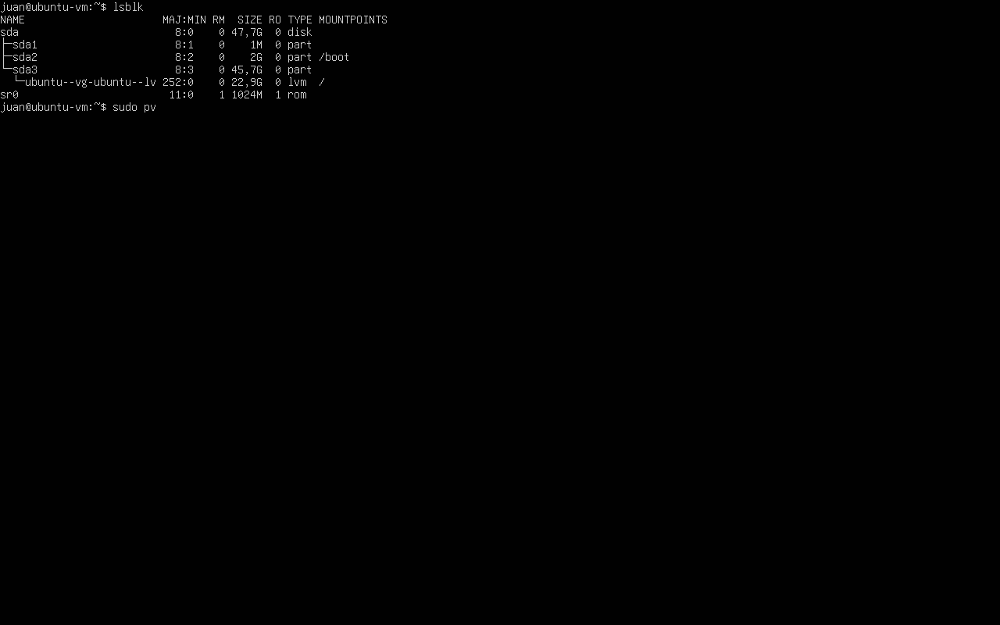 juan@ubuntu-vm:~$ lsblk
NAME                      MAJ:MIN RM  SIZE RO TYPE MOUNTPOINTS
sda                         8:0    0 47,7G  0 disk
├─sda1                      8:1    0    1M  0 part
├─sda2                      8:2    0    2G  0 part /boot
└─sda3                      8:3    0 45,7G  0 part
  └─ubuntu--vg-ubuntu--lv 252:0    0 22,9G  0 lvm  /
sr0                        11:0    1 1024M  1 rom
juan@ubuntu-vm:~$ sudo pv